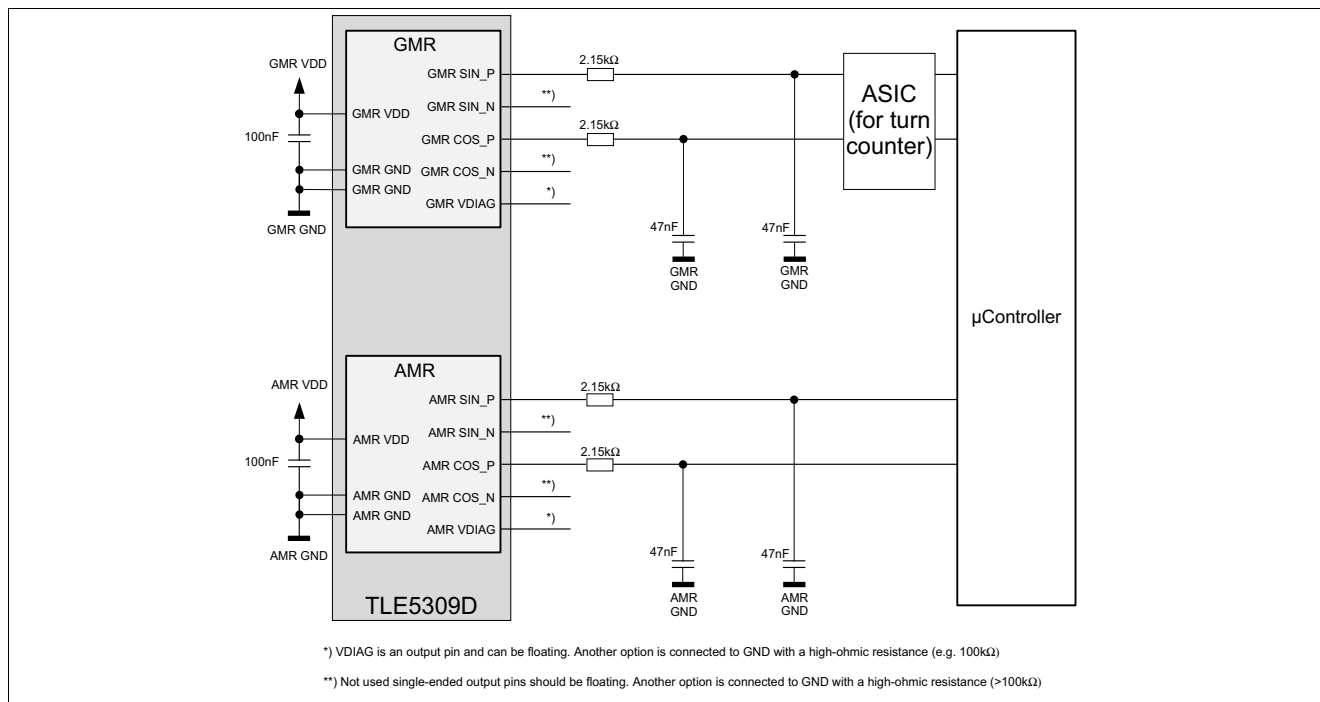 GMR
GMR VDD
2.15kΩ
GMR SIN_P
GMR SIN_N
**)
GMR VDD
100nF
2.15kΩ
GMR COS_P
GMR GND
GMR COS_N
**)
GMR GND
GMR VDIAG
*)
GMR GND
ASIC
(for turn
counter)
47nF
47nF
GMR
GND
GMR
GND
µController
AMR
AMR VDD
2.15kΩ
AMR SIN_P
AMR SIN_N
**)
AMR VDD
100nF
2.15kΩ
AMR COS_P
AMR GND
AMR COS_N
**)
AMR GND
AMR VDIAG
*)
AMR GND
47nF
47nF
AMR
GND
AMR
GND
TLE5309D
*) VDIAG is an output pin and can be floating. Another option is connected to GND with a high-ohmic resistance (e.g. 100kΩ)
**) Not used single-ended output pins should be floating. Another option is connected to GND with a high-ohmic resistance (>100kΩ)